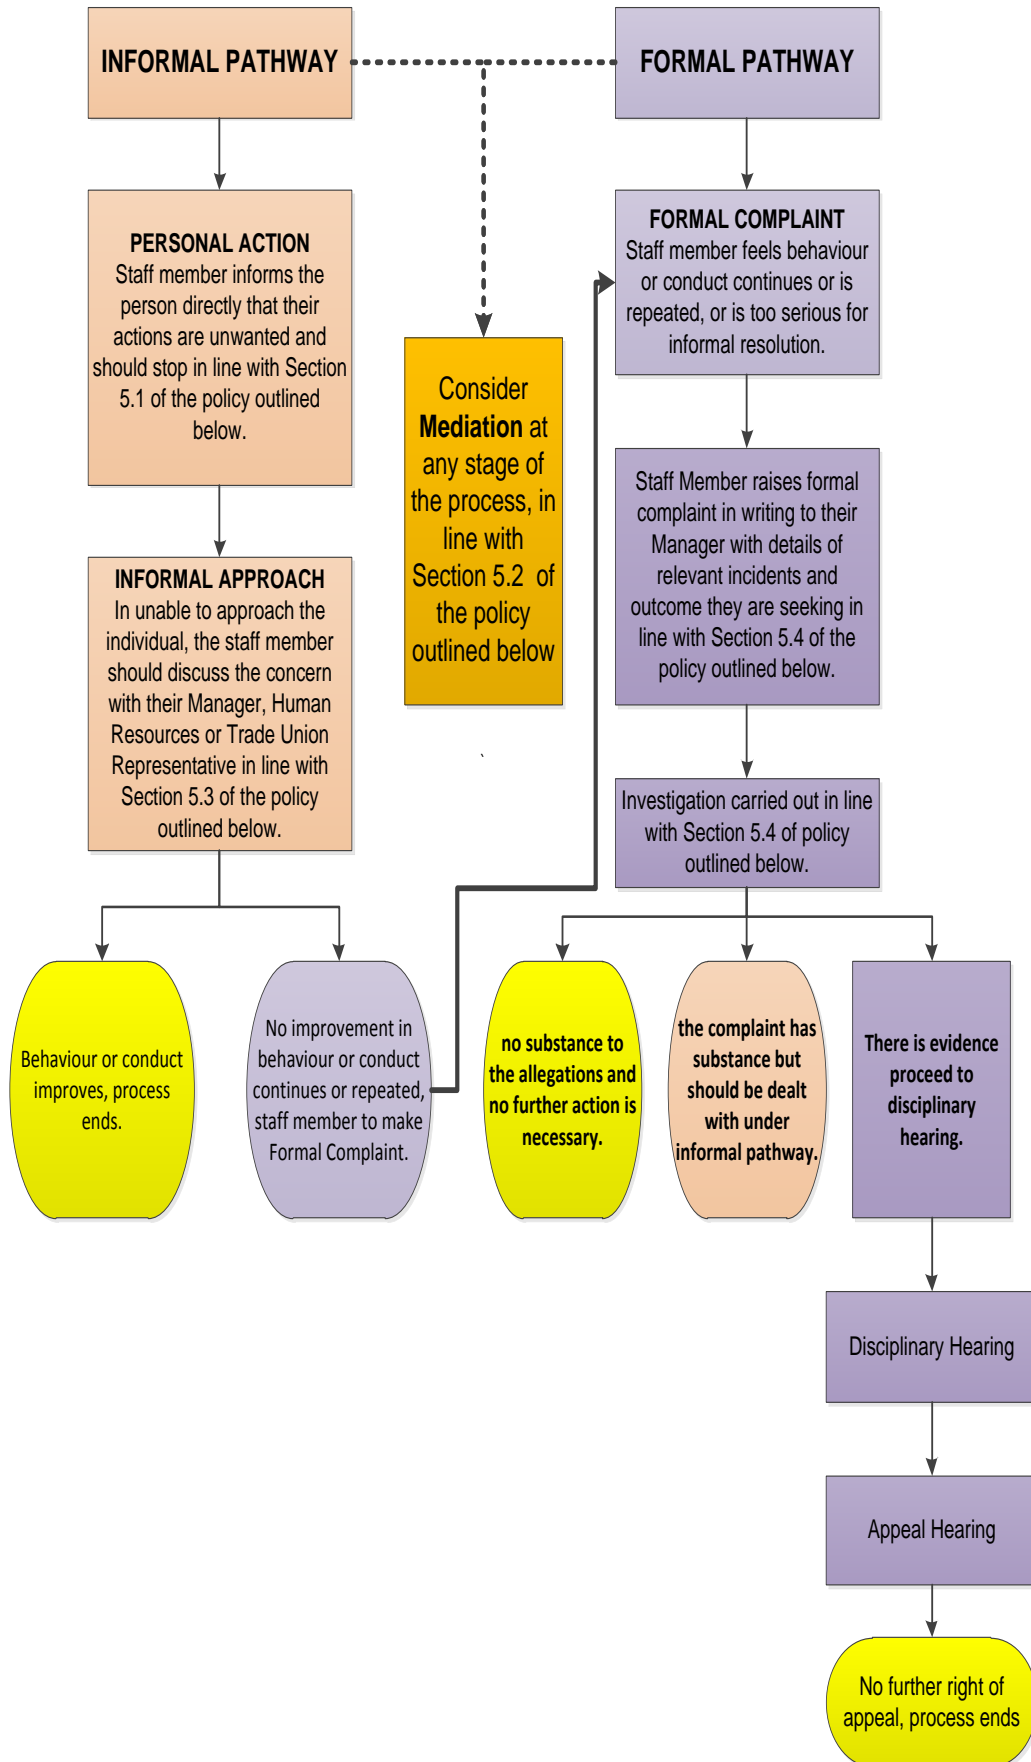 INFORMAL PATHWAY
FORMAL PATHWAY
PERSONAL ACTION
Staff member informs the
person directly that their
actions are unwanted and
should stop in line with Section
5.1 of the policy outlined
below.
FORMAL COMPLAINT
Staff member feels behaviour
or conduct continues or is
repeated, or is too serious for
informal resolution.
Consider
Mediation at
any stage of
the process, in
line with
Section 5.2 of
the policy
outlined below
Staff Member raises formal
complaint in writing to their
Manager with details of
relevant incidents and
outcome they are seeking in
line with Section 5.4 of the
policy outlined below.
INFORMAL APPROACH
In unable to approach the
individual, the staff member
should discuss the concern
with their Manager, Human
Resources or Trade Union
Representative in line with
Section 5.3 of the policy
outlined below.
Investigation carried out in line
with Section 5.4 of policy
outlined below.
Behaviour or conduct
improves, process
ends.
No improvement in
behaviour or conduct
continues or repeated,
staff member to make
Formal Complaint.
no substance to
the allegations and
no further action is
necessary.
the complaint has
substance but
should be dealt
with under
informal pathway.
There is evidence
proceed to
disciplinary
hearing.
Disciplinary Hearing
Appeal Hearing
No further right of
appeal, process ends